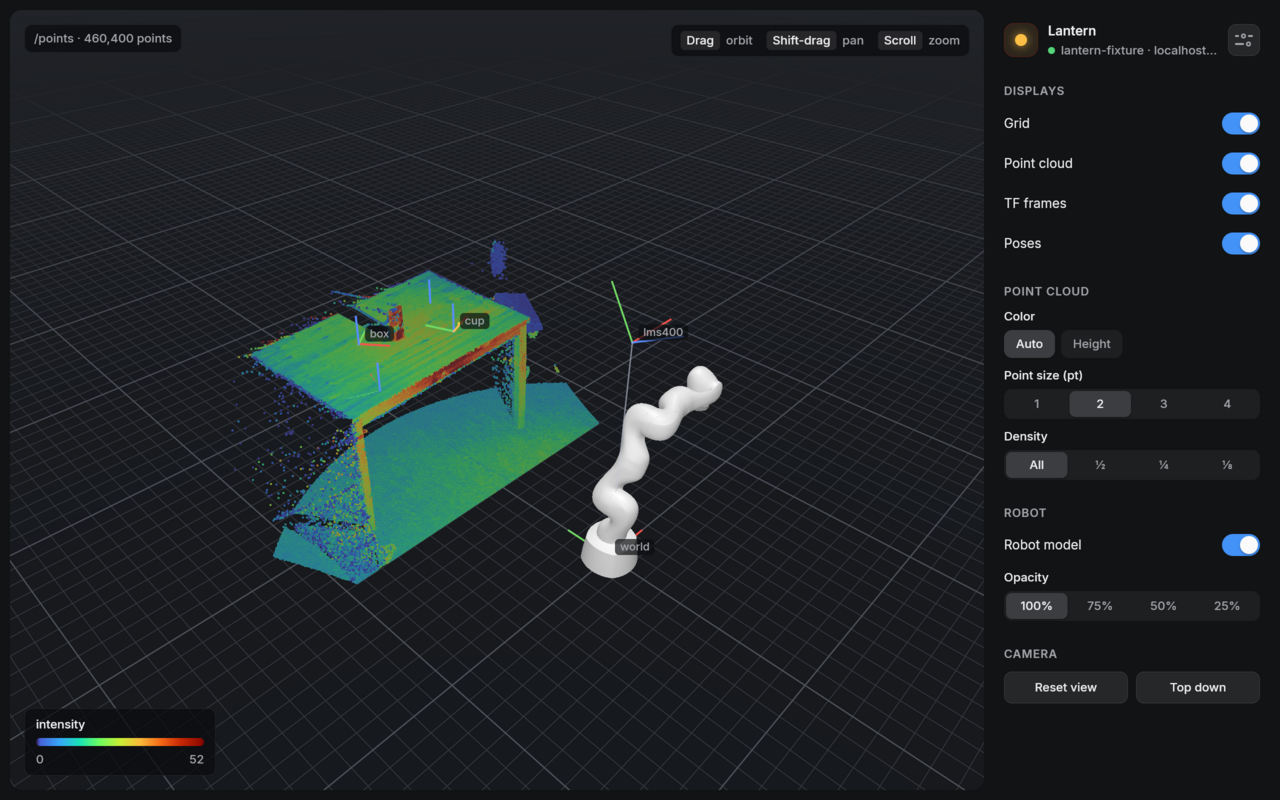 /points · 460,400 points
Drag orbit Shift-drag pan Scroll zoom
box
cup
lms400
world
intensity
0 52
Lantern
lantern-fixture · localhost...
DISPLAYS
Grid
Point cloud
TF frames
Poses
POINT CLOUD
Color
Auto Height
Point size (pt)
1 2 3 4
Density
All ½ ¼ ⅛
ROBOT
Robot model
Opacity
100% 75% 50% 25%
CAMERA
Reset view Top down